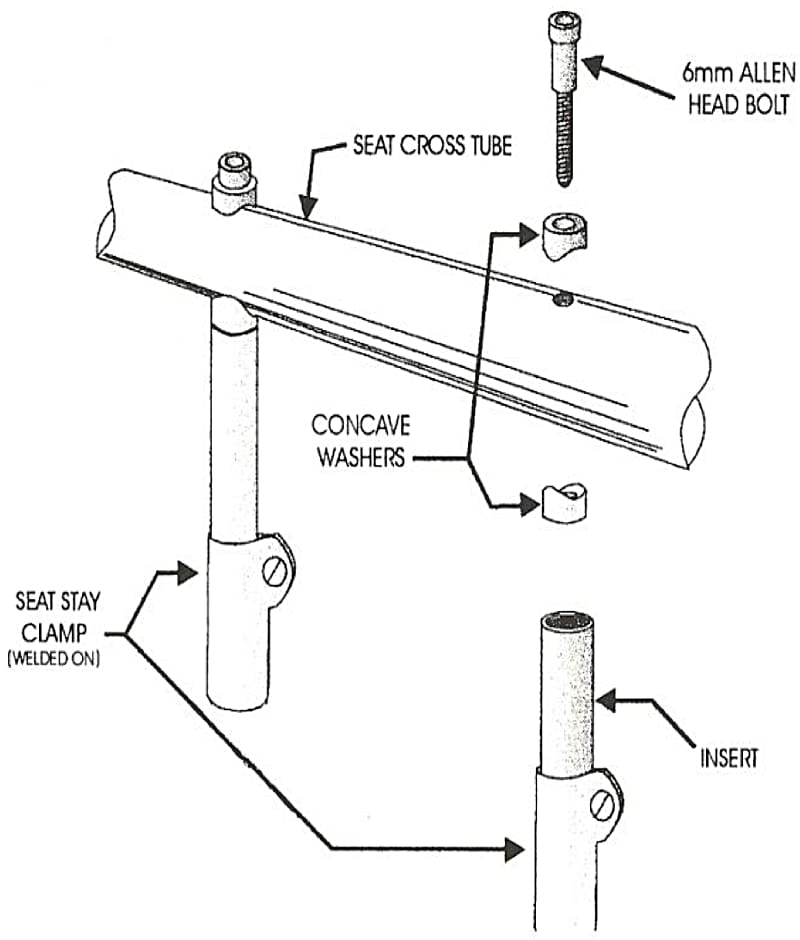 6mm ALLEN
HEAD BOLT
SEAT CROSS TUBE
CONCAVE
WASHERS
SEAT STAY
CLAMP
(WELDED ON)
INSERT